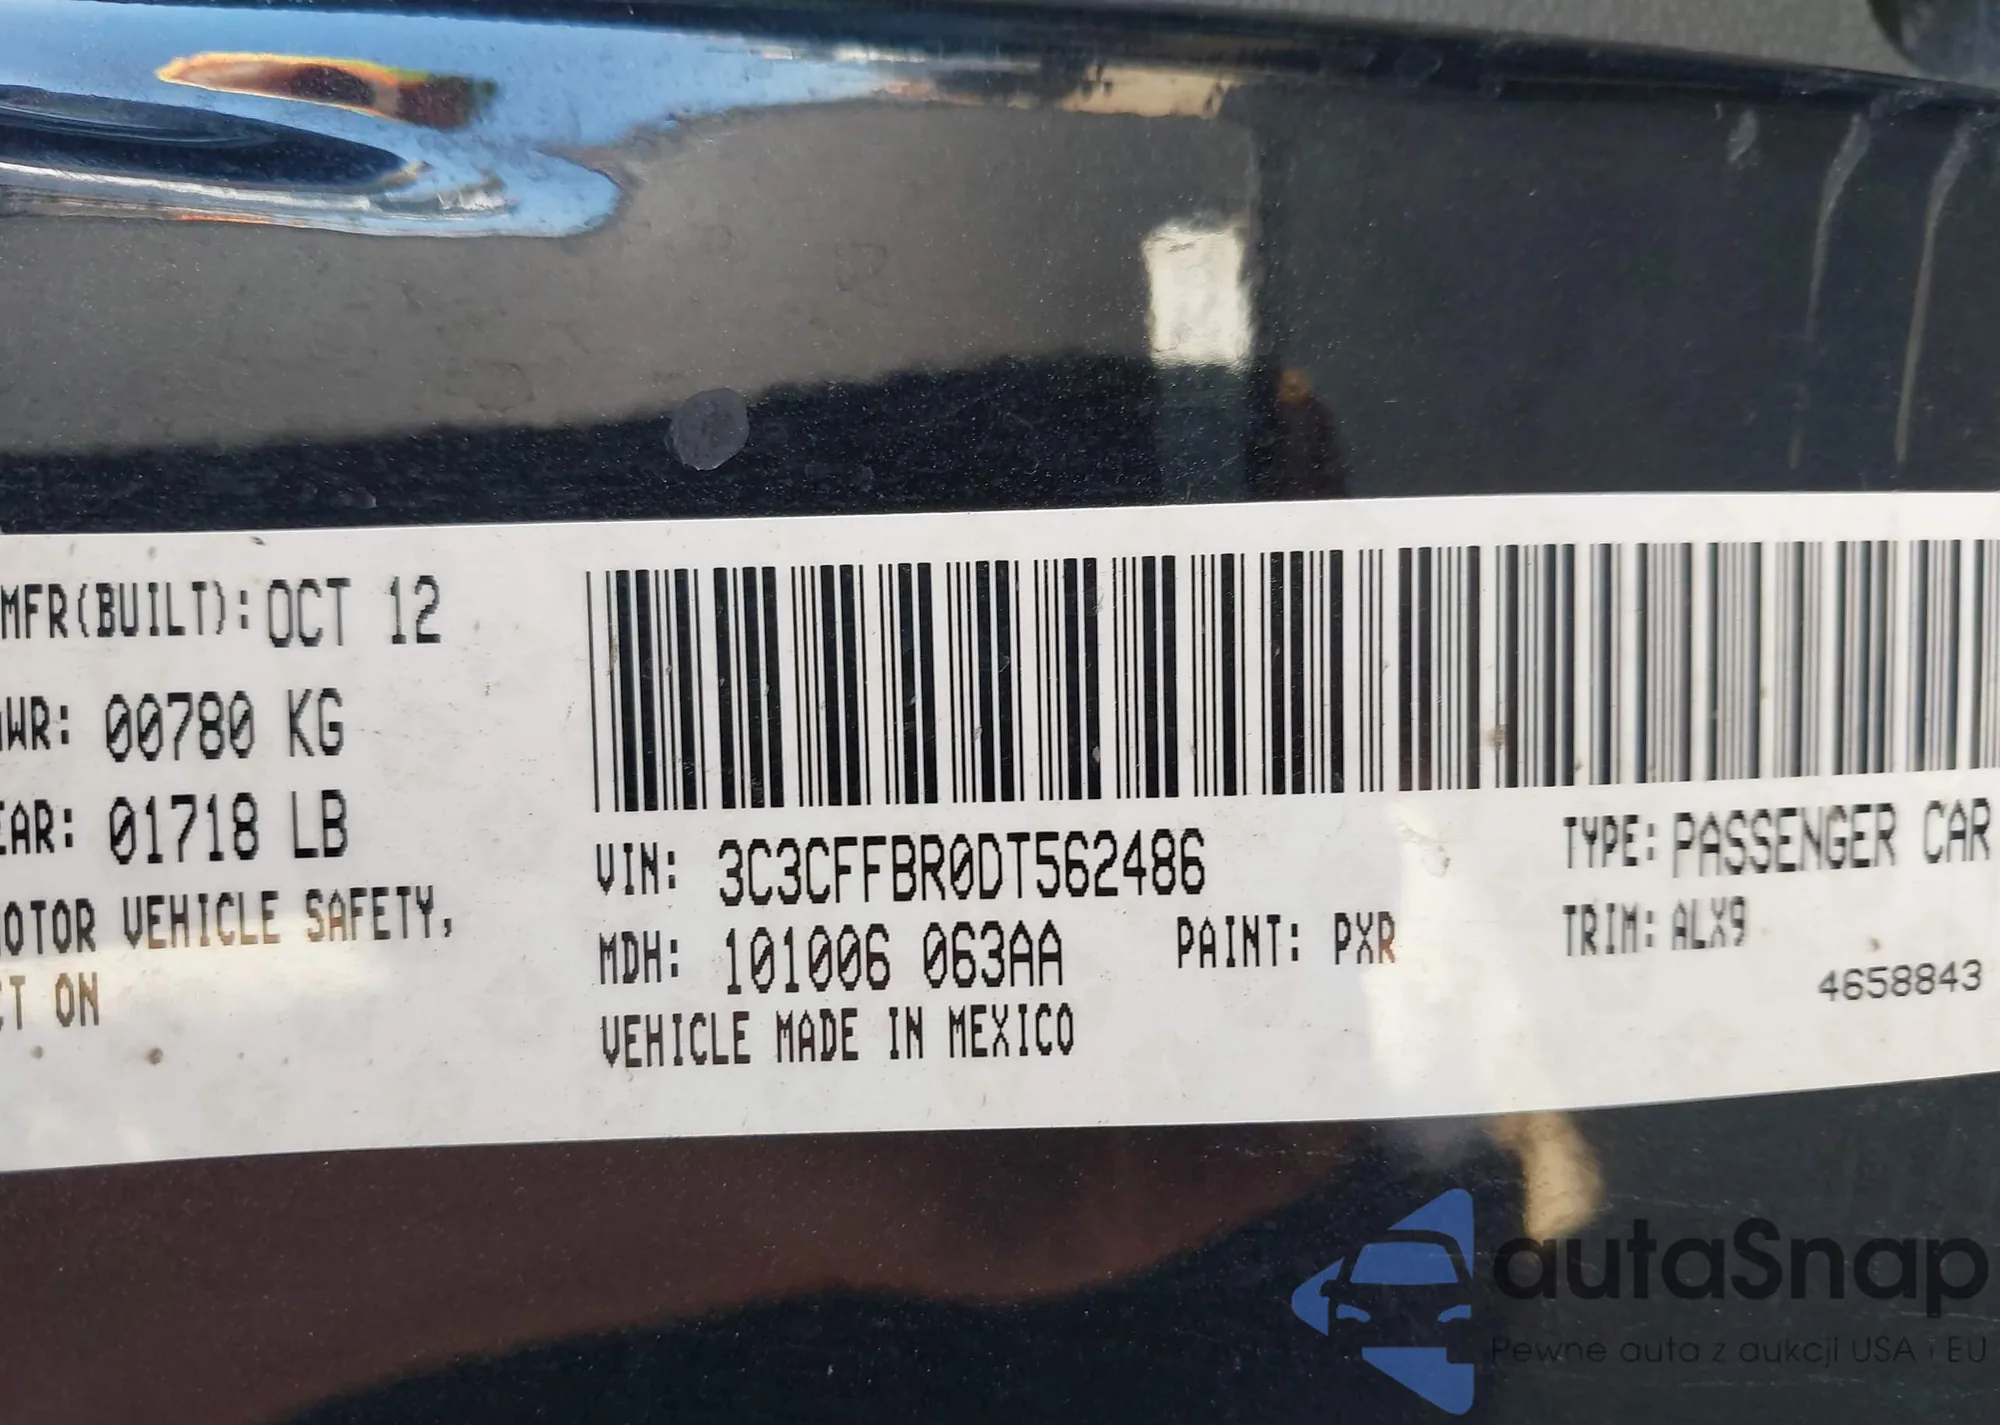 MFR(BUILT): OCT 12
WR: 00780 KG
EAR: 01718 LB
OTOR VEHICLE SAFETY,
CT ON
VIN: 3C3CFFBR0DT562486
TYPE: PASSENGER CAR
MDH: 101006 063AA
PAINT: PXR
TRIM: ALX9
VEHICLE MADE IN MEXICO
4658843
autaSnap
Pewne auta z aukcji USA i EU